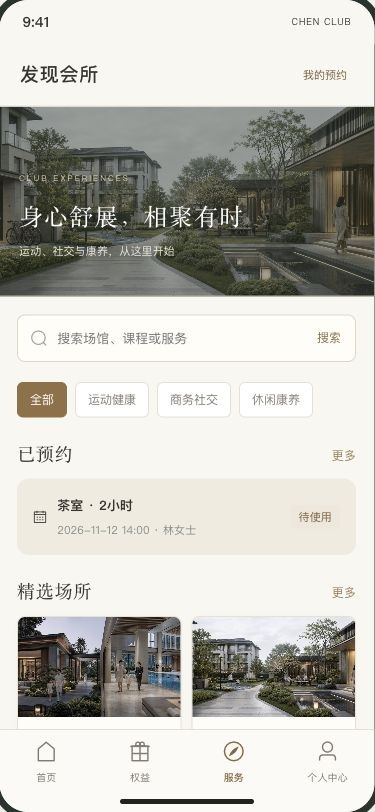 9:41
CHEN CLUB
发现会所
我的预约
CLUB EXPERIENCES
身心舒展，相聚有时
运动、社交与康养，从这里开始
搜索场馆、课程或服务
搜索
全部
运动健康
商务社交
休闲康养
已预约
更多
茶室 · 2小时
2026–11–12 14:00 · 林女士
待使用
精选场所
更多
首页
权益
服务
个人中心